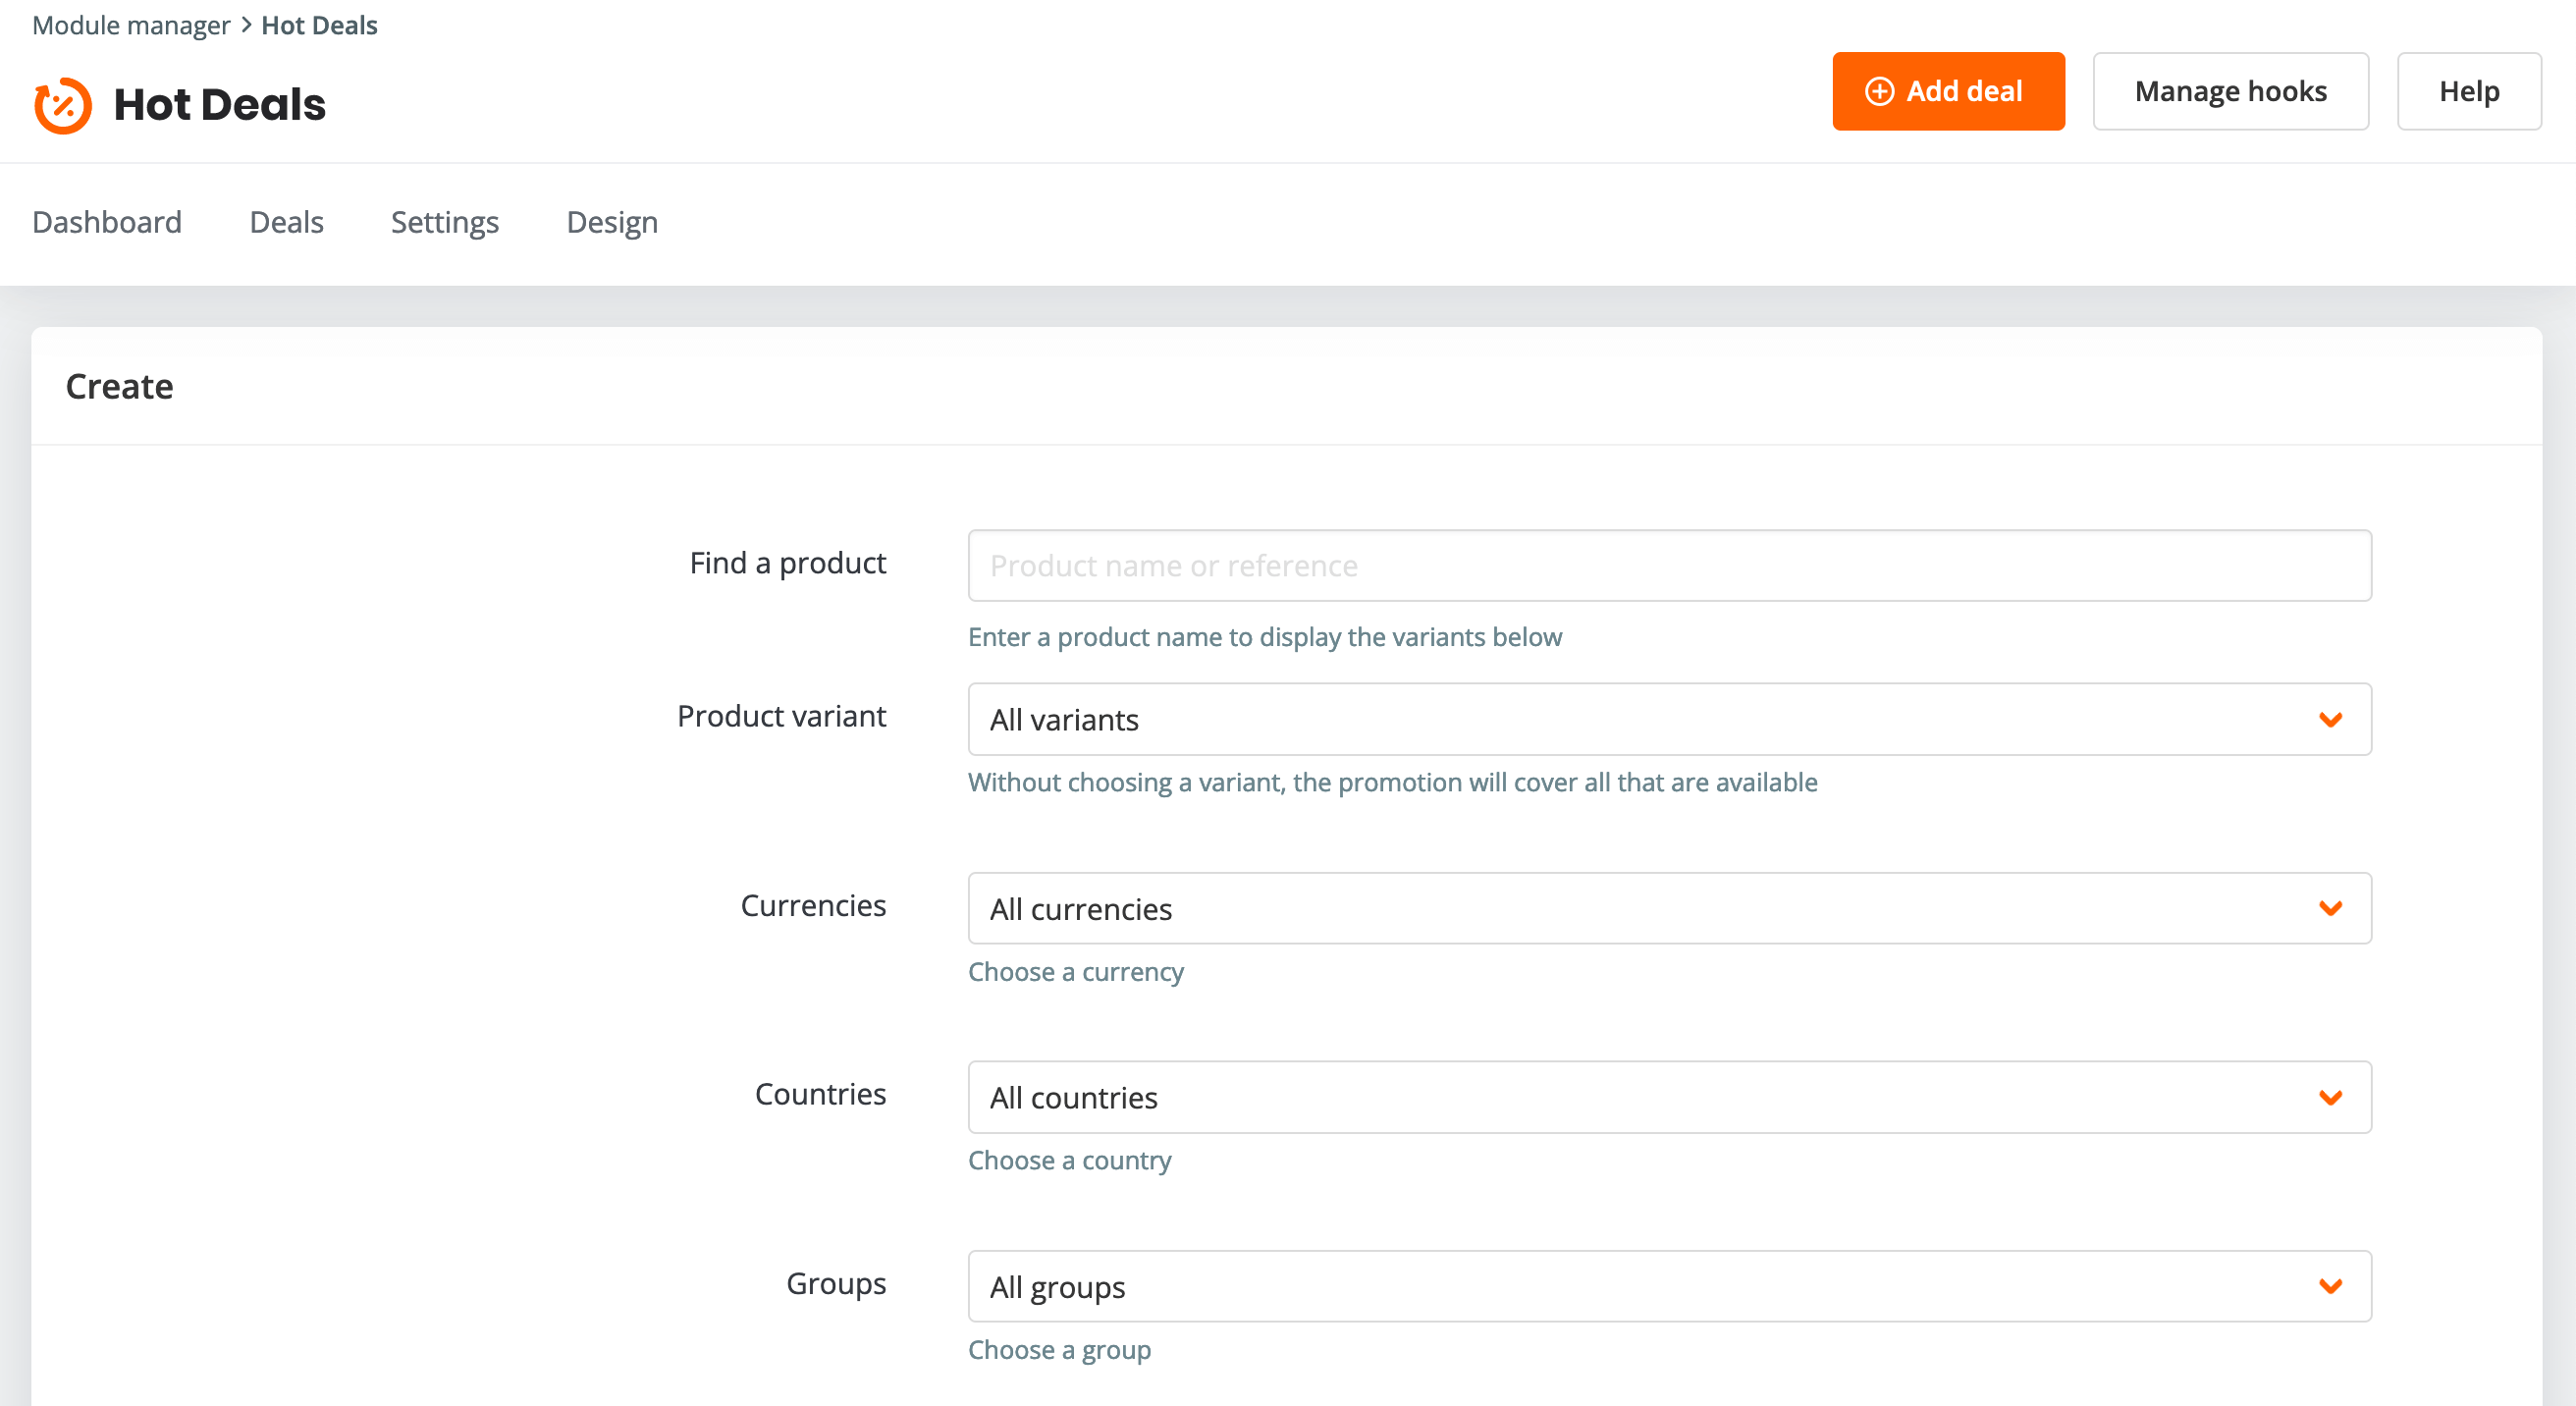 Module manager > Hot Deals
Hot Deals
Add deal
Manage hooks
Help
Dashboard
Deals
Settings
Design
Create
Find a product
Product name or reference
Enter a product name to display the variants below
Product variant
All variants
Without choosing a variant, the promotion will cover all that are available
Currencies
All currencies
Choose a currency
Countries
All countries
Choose a country
Groups
All groups
Choose a group